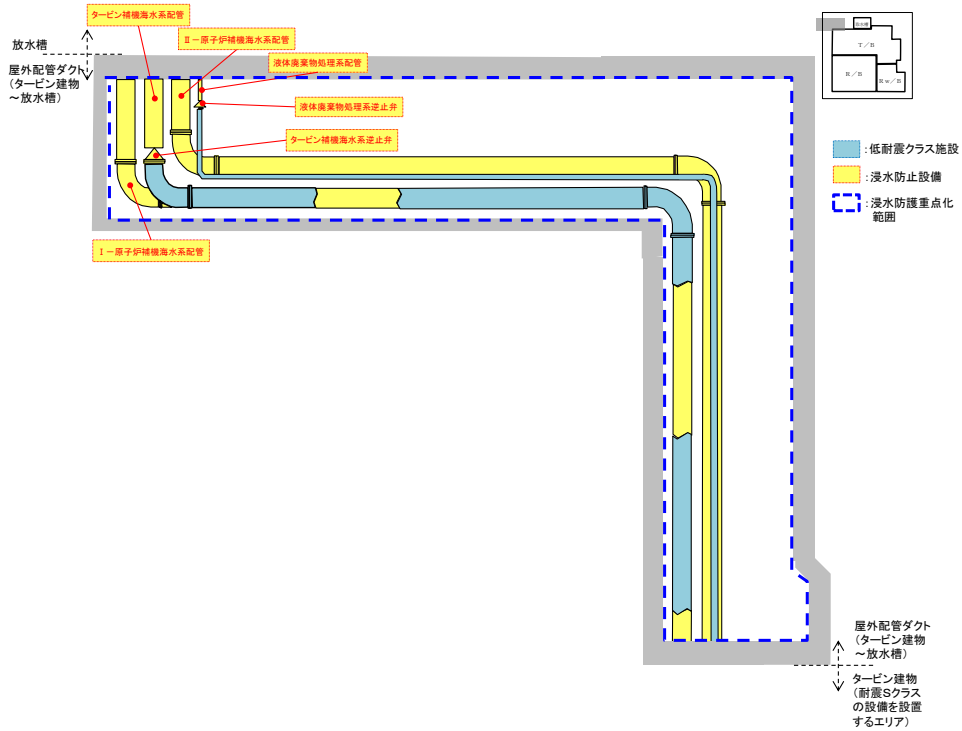 タービン補機海水系配管
Ⅱ－原子炉補機海水系配管
液体廃棄物処理系配管
液体廃棄物処理系逆止弁
タービン補機海水系逆止弁
Ⅰ－原子炉補機海水系配管
放水槽
屋外配管ダクト
(タービン建物
～放水槽)
放水槽
T／B
R／B
Rw／B
:低耐震クラス施設
:浸水防止設備
:浸水防護重点化
範囲
屋外配管ダクト
(タービン建物
～放水槽)
タービン建物
(耐震Sクラス
の設備を設置
するエリア)